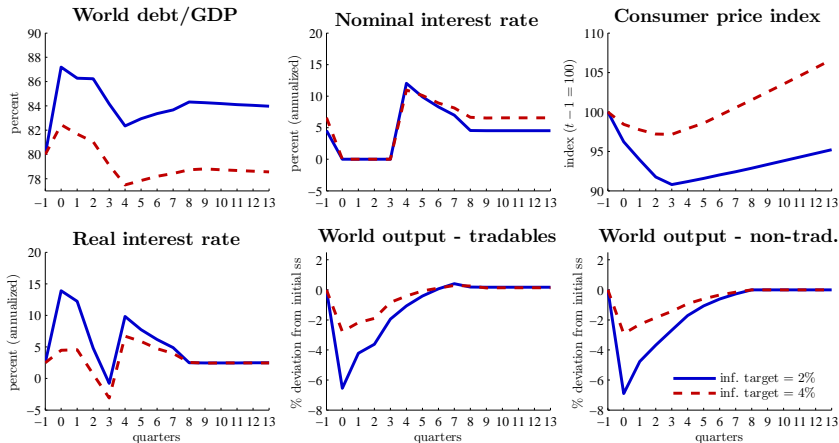 World debt/GDP
percent
90
88
86
84
82
80
78
−1 0 1 2 3 4 5 6 7 8 9 10 11 12 13
Nominal interest rate
percent (annualized)
20
15
10
5
0
−5
−1 0 1 2 3 4 5 6 7 8 9 10 11 12 13
Consumer price index
index (t − 1 = 100)
110
105
100
95
90
−1 0 1 2 3 4 5 6 7 8 9 10 11 12 13
Real interest rate
percent (annualized)
20
15
10
5
0
−5
−1 0 1 2 3 4 5 6 7 8 9 10 11 12 13
quarters
World output - tradables
% deviation from initial ss
2
0
−2
−4
−6
−8
−1 0 1 2 3 4 5 6 7 8 9 10 11 12 13
quarters
World output - non-trad.
% deviation from initial ss
2
0
−2
−4
−6
−8
inf. target = 2%
inf. target = 4%
−1 0 1 2 3 4 5 6 7 8 9 10 11 12 13
quarters